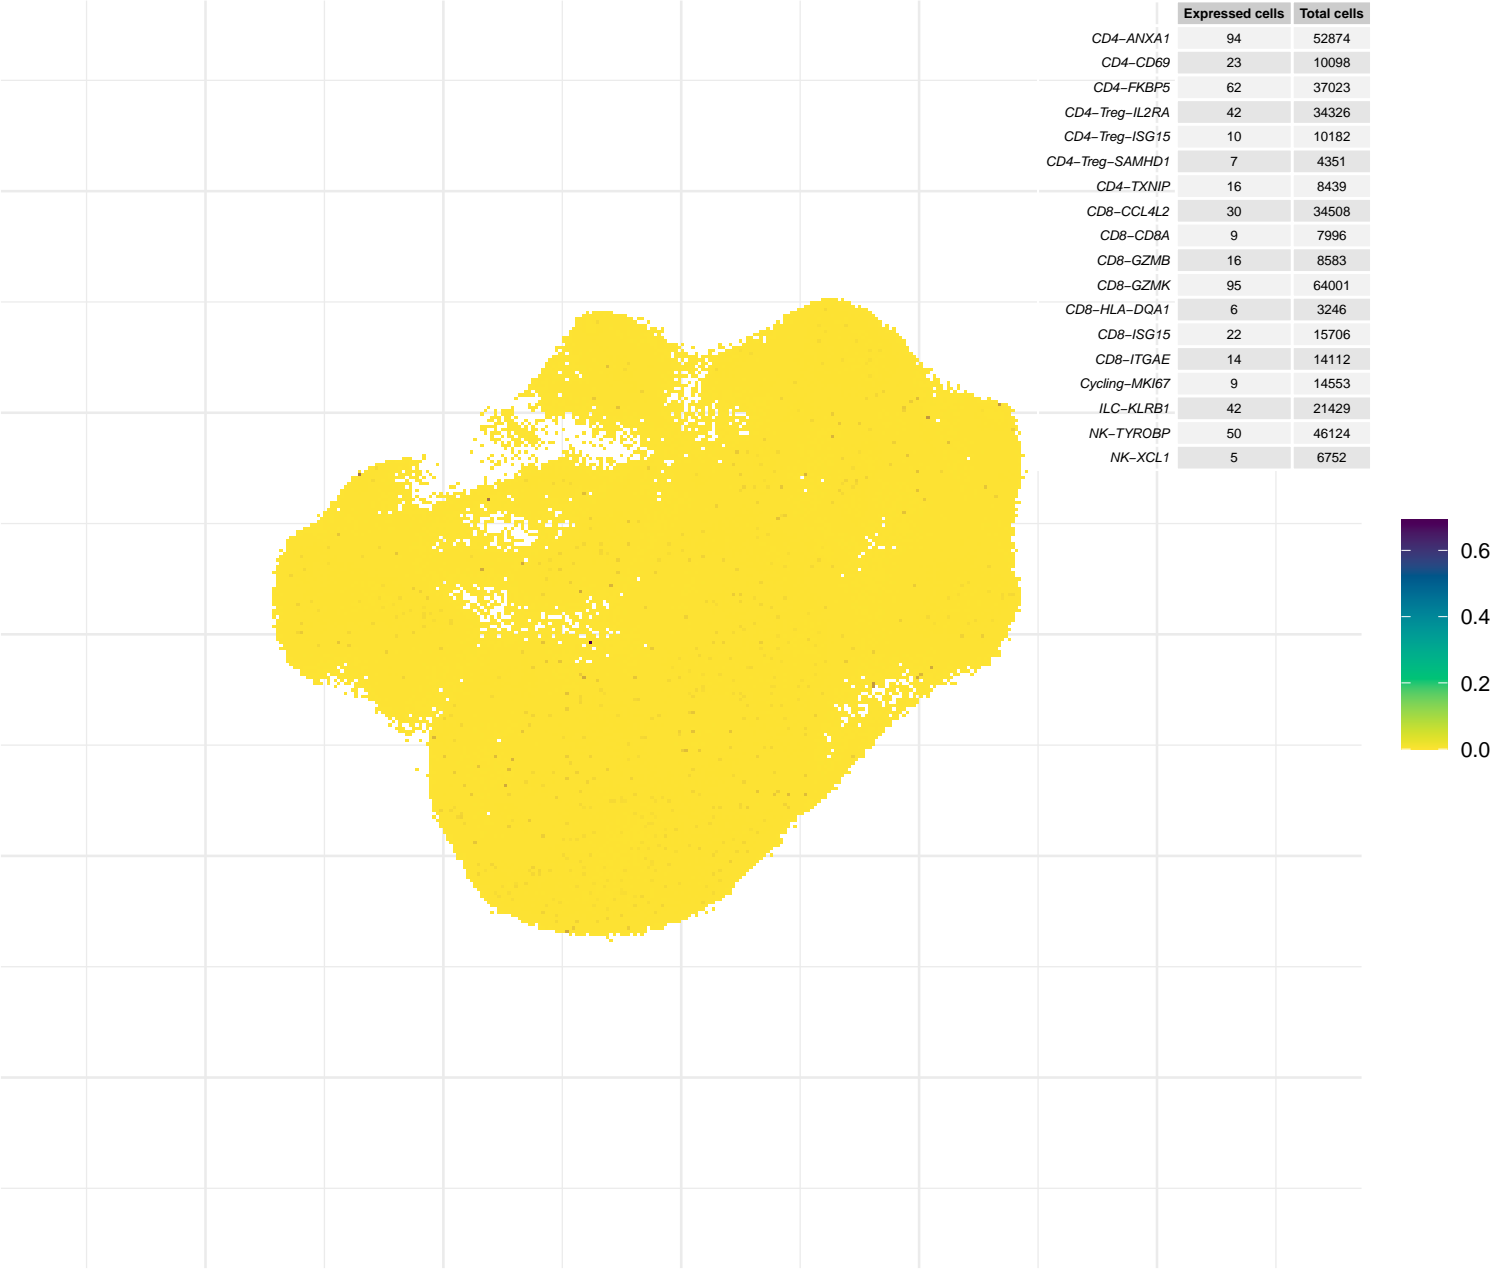 Expressed cells Total cells
CD4−ANXA1 94 52874
CD4−CD69 23 10098
CD4−FKBP5 62 37023
CD4−Treg−IL2RA 42 34326
CD4−Treg−ISG15 10 10182
CD4−Treg−SAMHD1 7 4351
CD4−TXNIP 16 8439
CD8−CCL4L2 30 34508
CD8−CD8A 9 7996
CD8−GZMB 16 8583
CD8−GZMK 95 64001
CD8−HLA−DQA1 6 3246
CD8−ISG15 22 15706
CD8−ITGAE 14 14112
Cycling−MKI67 9 14553
ILC−KLRB1 42 21429
NK−TYROBP 50 46124
NK−XCL1 5 6752
0.6
0.4
0.2
0.0